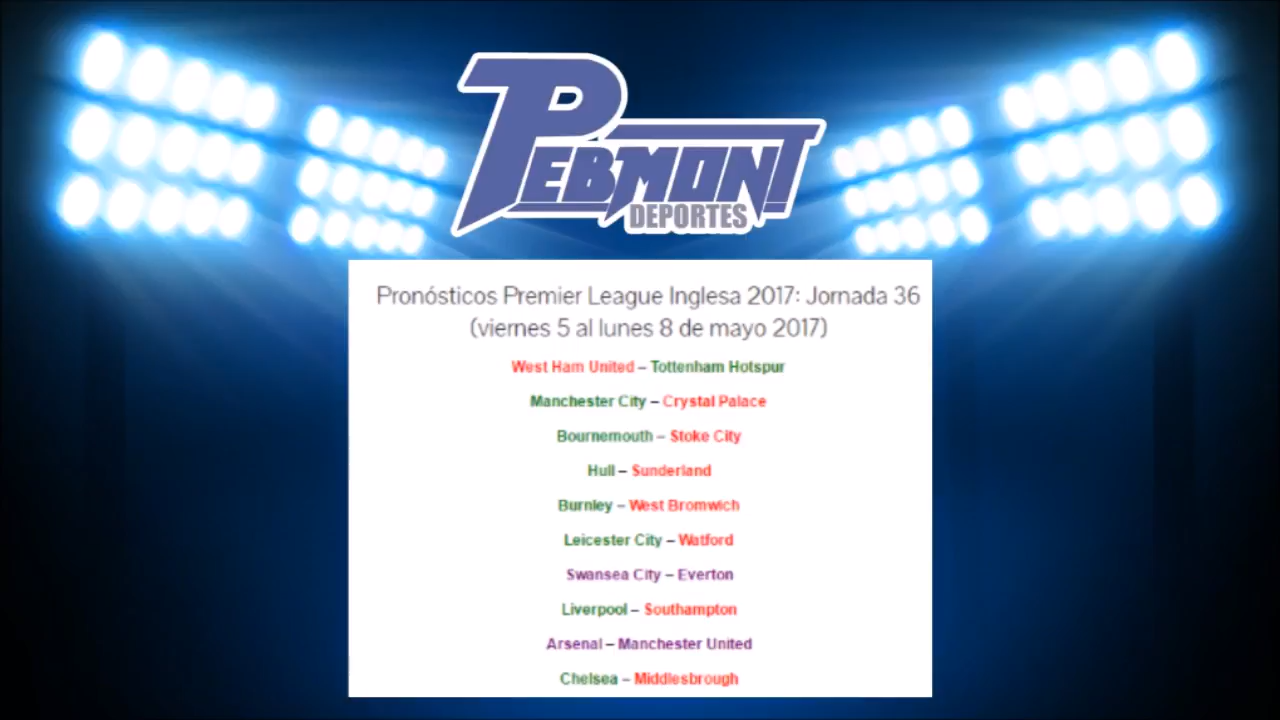 PEBMONT
DEPORTES
Pronósticos Premier League Inglesa 2017: Jornada 36
(viernes 5 al lunes 8 de mayo 2017)
West Ham United – Tottenham Hotspur
Manchester City – Crystal Palace
Bournemouth – Stoke City
Hull – Sunderland
Burnley – West Bromwich
Leicester City – Watford
Swansea City – Everton
Liverpool – Southampton
Arsenal – Manchester United
Chelsea – Middlesbrough